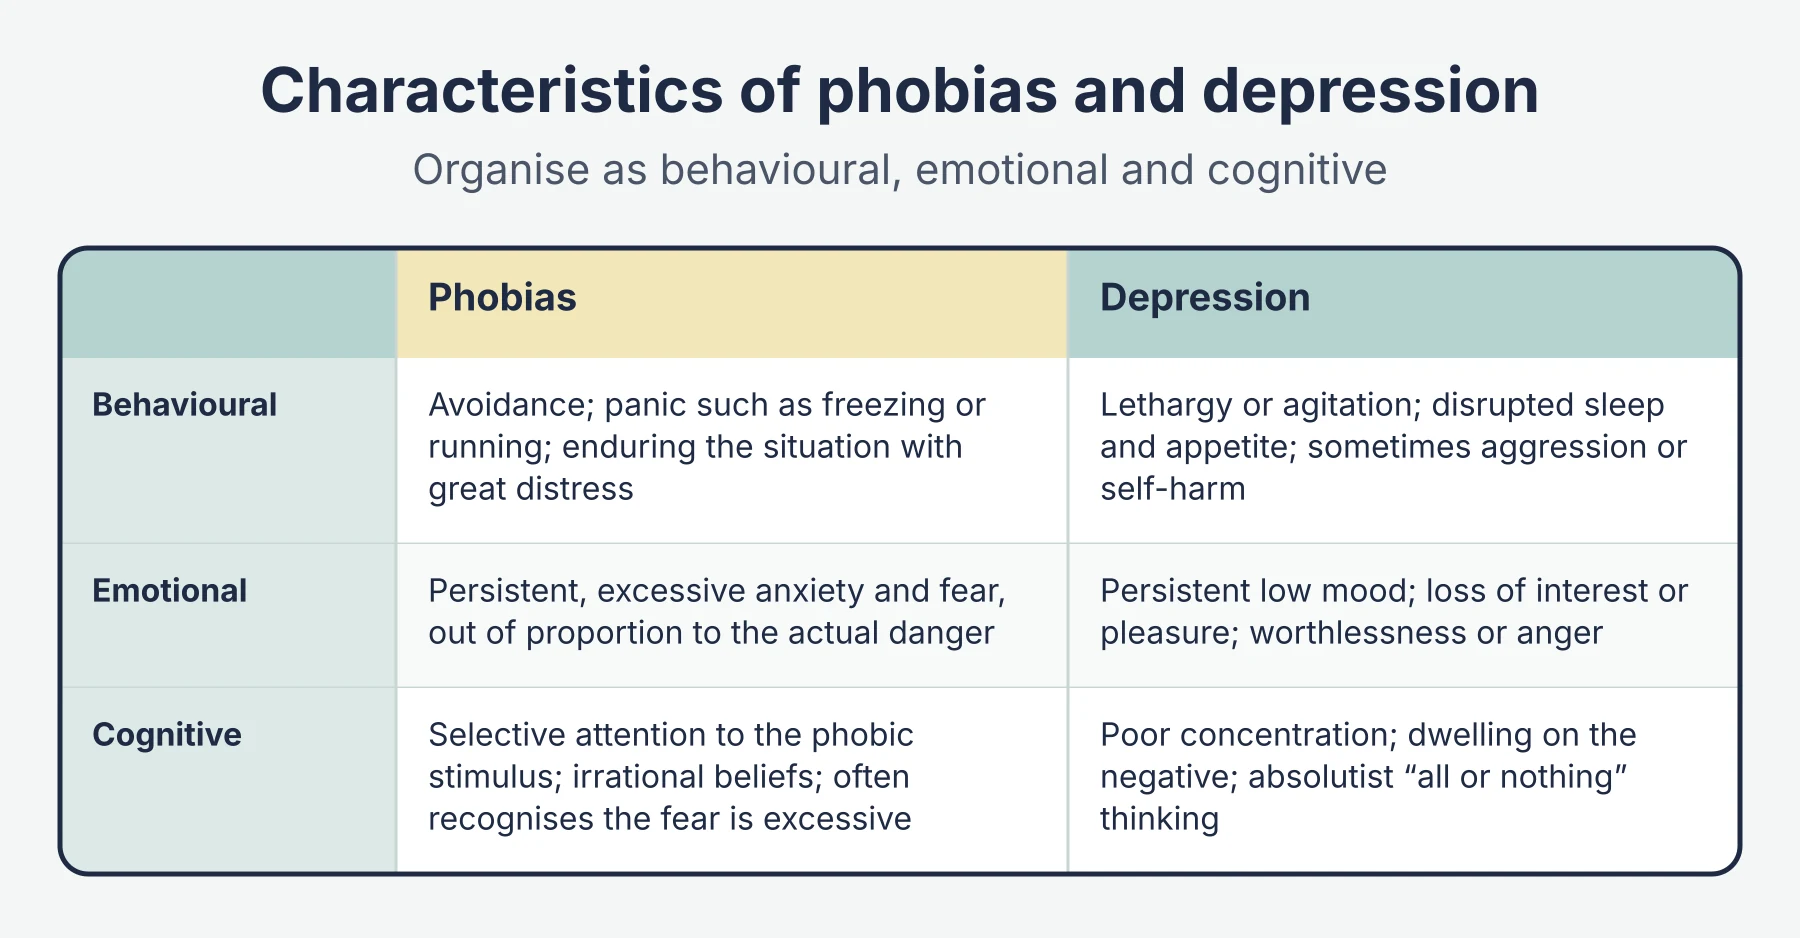 Characteristics of phobias and depression
Organise as behavioural, emotional and cognitive
Phobias
Depression
Behavioural
Avoidance; panic such as freezing or
running; enduring the situation with
great distress
Lethargy or agitation; disrupted sleep
and appetite; sometimes aggression or
self-harm
Emotional
Persistent, excessive anxiety and fear,
out of proportion to the actual danger
Persistent low mood; loss of interest or
pleasure; worthlessness or anger
Cognitive
Selective attention to the phobic
stimulus; irrational beliefs; often
recognises the fear is excessive
Poor concentration; dwelling on the
negative; absolutist “all or nothing”
thinking